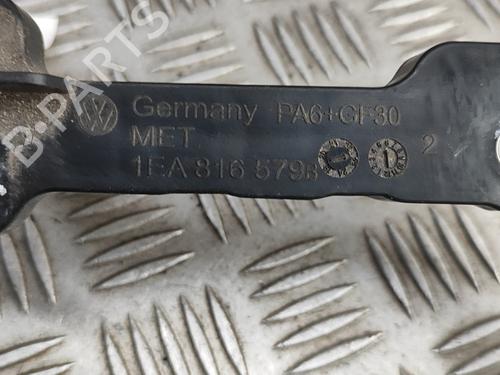 Germany PA6+GF30
MET 2
1EA 816 579B
B-PARTS